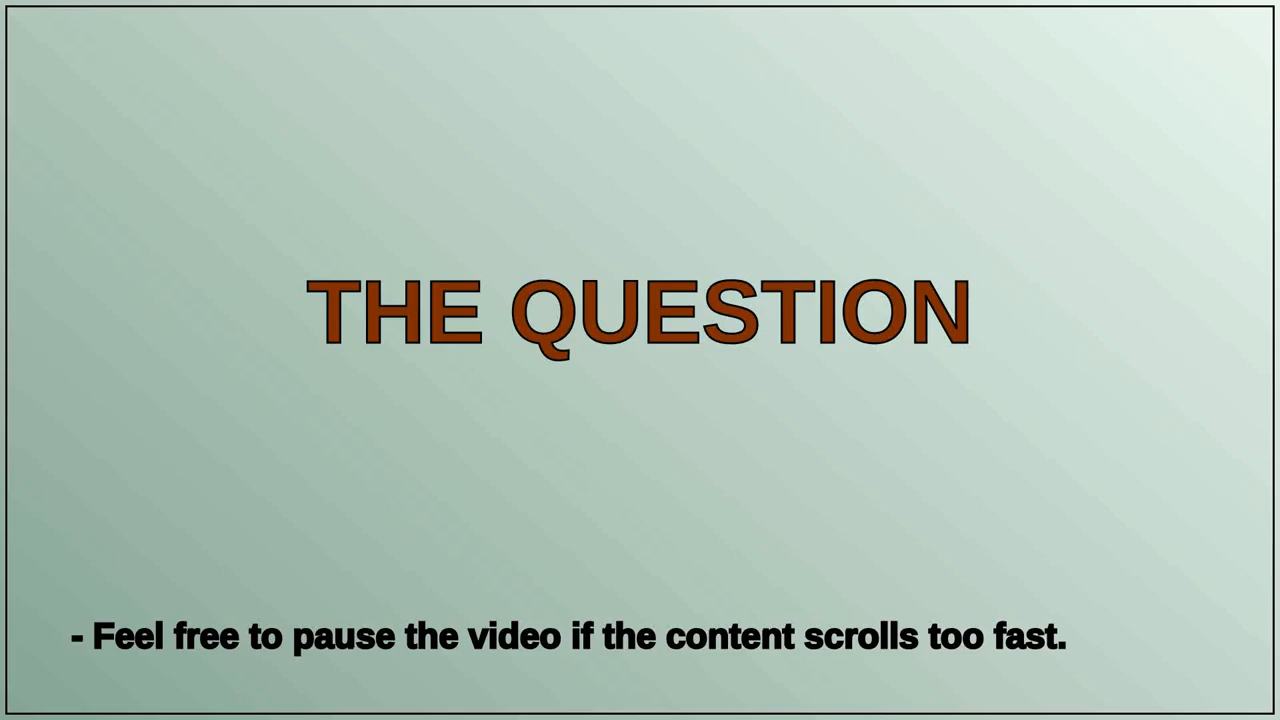 THE QUESTION
- Feel free to pause the video if the content scrolls too fast.